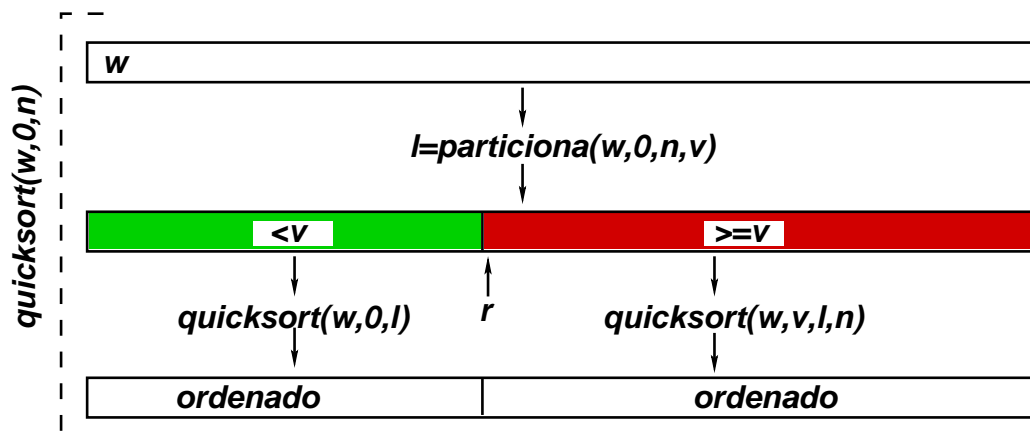 quicksort(w,0,n)
w
l=particiona(w,0,n,v)
<v
>=v
quicksort(w,0,l)
r
quicksort(w,v,l,n)
ordenado
ordenado